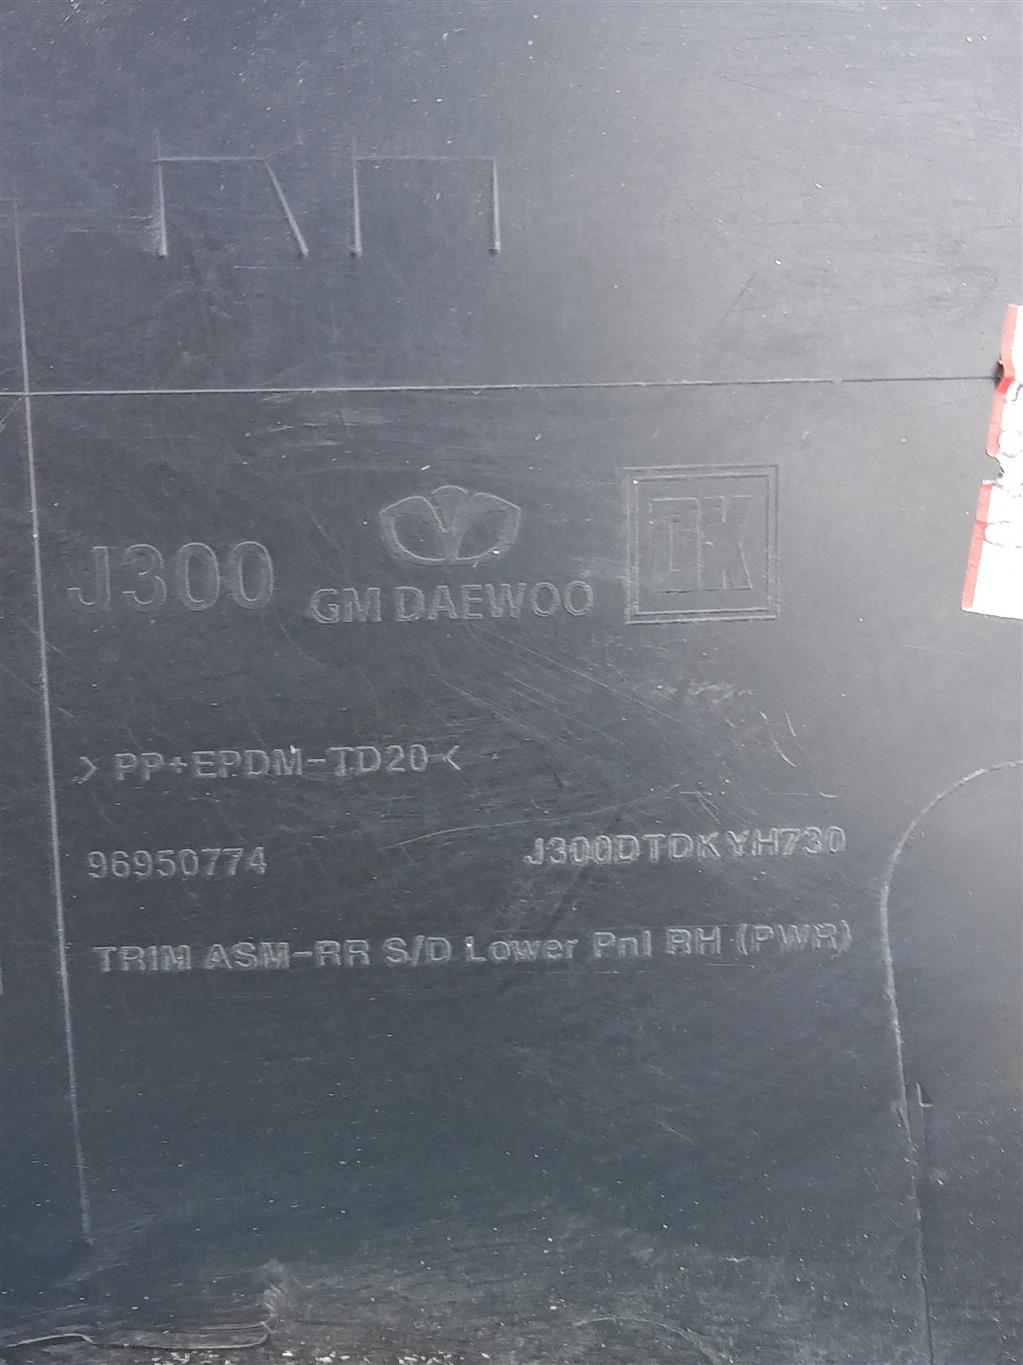 J300
GM DAEWOO
DK
>PP+EPDM-TD20<
96950774 J300DTDKYH730
TRIM ASM-RR S/D Lower Pnl RH (PWR)